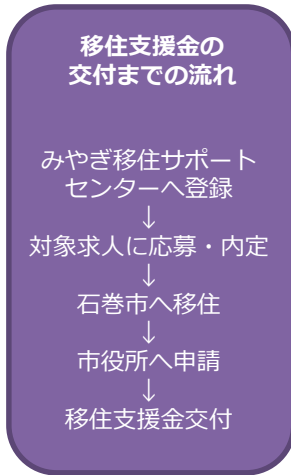 移住支援金の
交付までの流れ
みやぎ移住サポート
センターへ登録
↓
対象求人に応募・内定
↓
石巻市へ移住
↓
市役所へ申請
↓
移住支援金交付